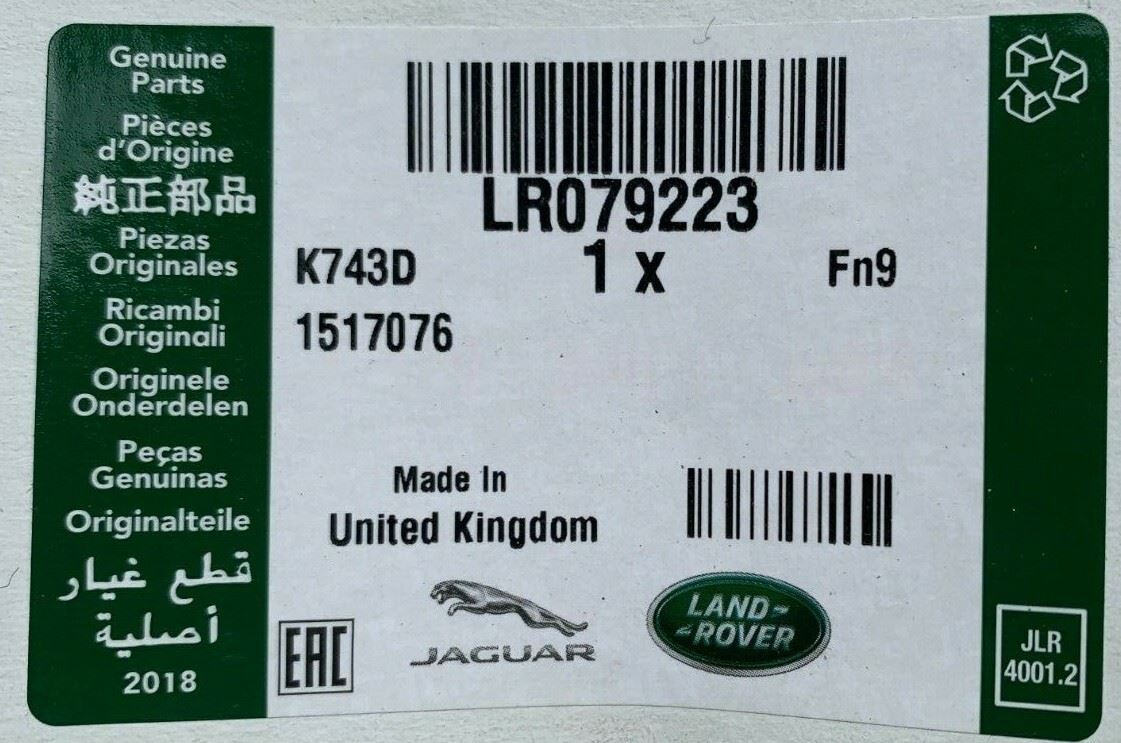 Genuine
Parts
Pièces
d'Origine
純正部品
Piezas
Originales
Ricambi
Originali
Originele
Onderdelen
Peças
Genuinas
Originalteile
قطع غيار
أصلية
2018
LR079223
K743D
1 x
Fn9
1517076
Made In
United Kingdom
EAC
JAGUAR
LAND-
-ROVER
JLR
4001.2